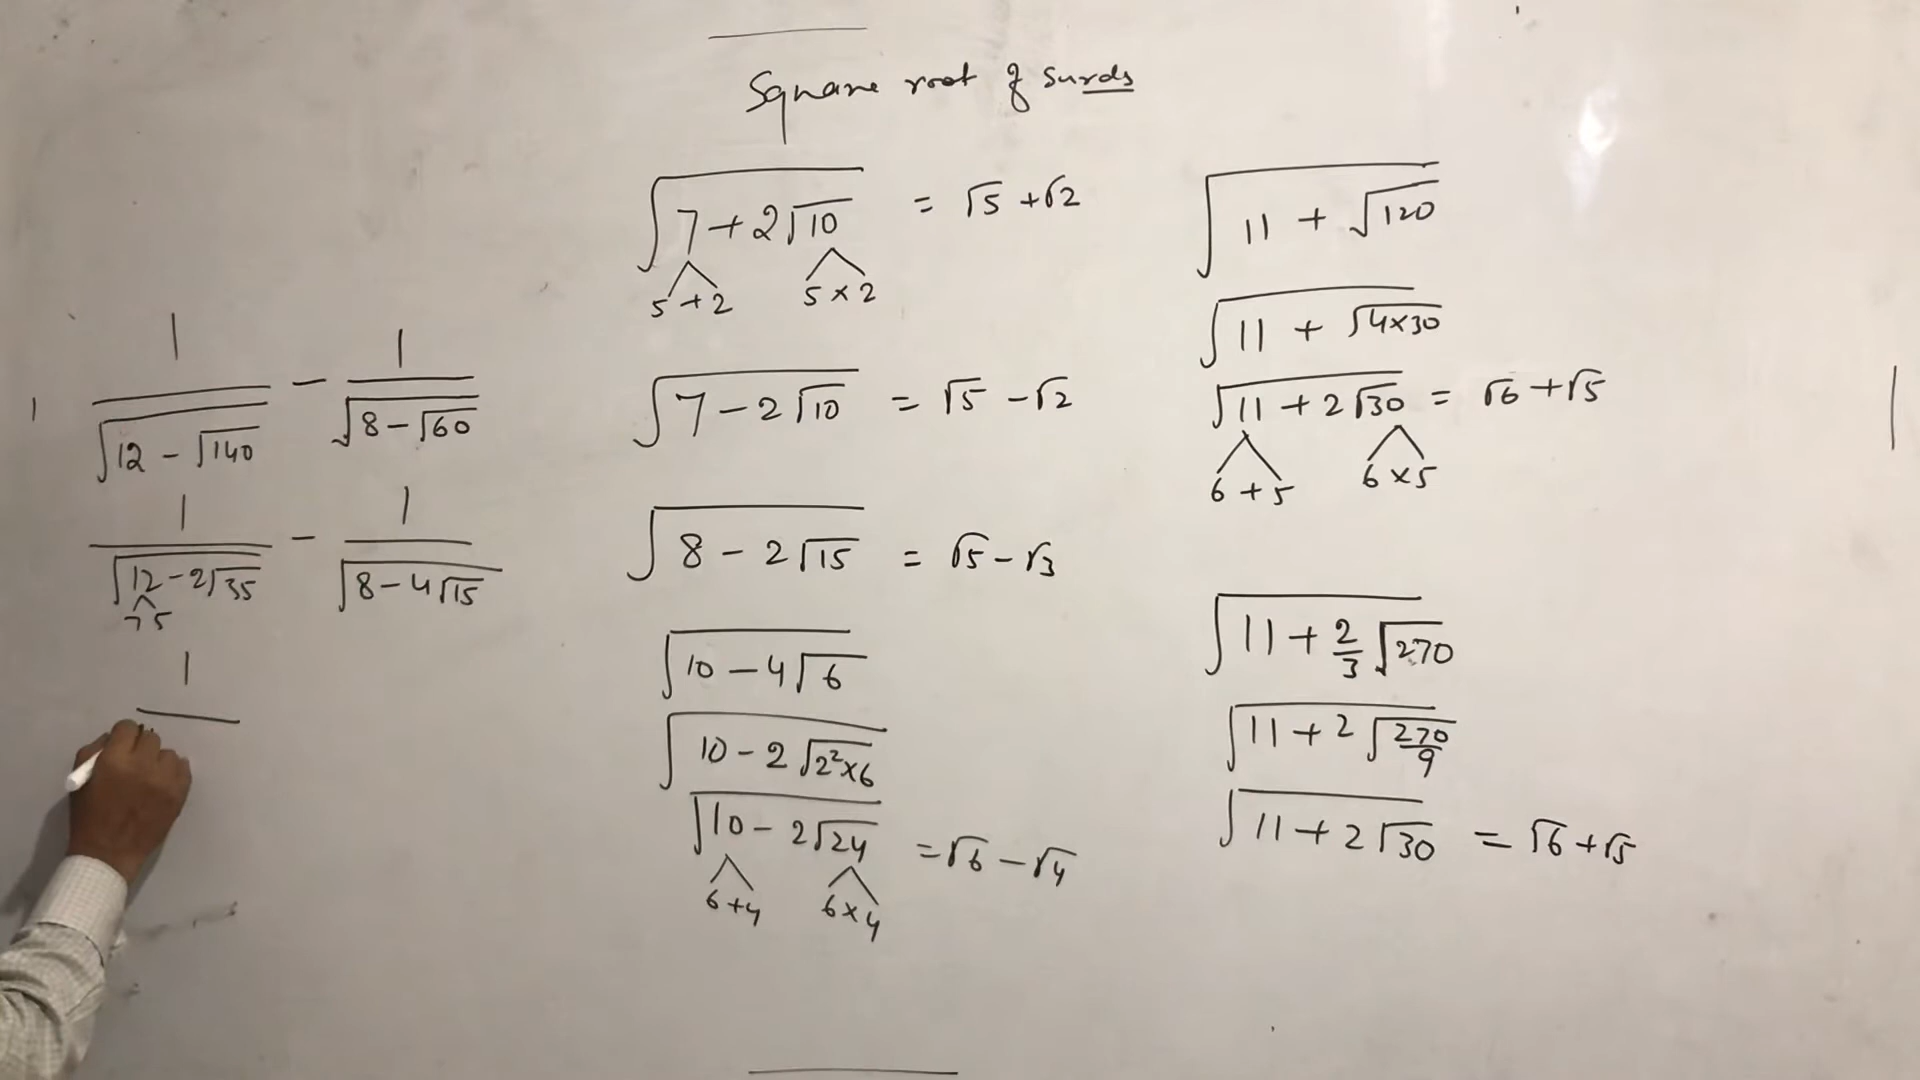 Square root of surds
1/√(12 - √140) - 1/√(8 - √60)
1/√(12 - 2√35) - 1/√(8 - 4√15)
7 5
1
√(7 + 2√10) = √5 + √2
5 + 2 5 × 2
√(7 - 2√10) = √5 - √2
√(8 - 2√15) = √5 - √3
√(10 - 4√6)
√(10 - 2√(2² × 6))
√(10 - 2√24) = √6 - √4
6 + 4 6 × 4
√(11 + √120)
√(11 + √(4 × 30))
√(11 + 2√30) = √6 + √5
6 + 5 6 × 5
√(11 + 2/3 √270)
√(11 + 2√(270/9))
√(11 + 2√30) = √6 + √5